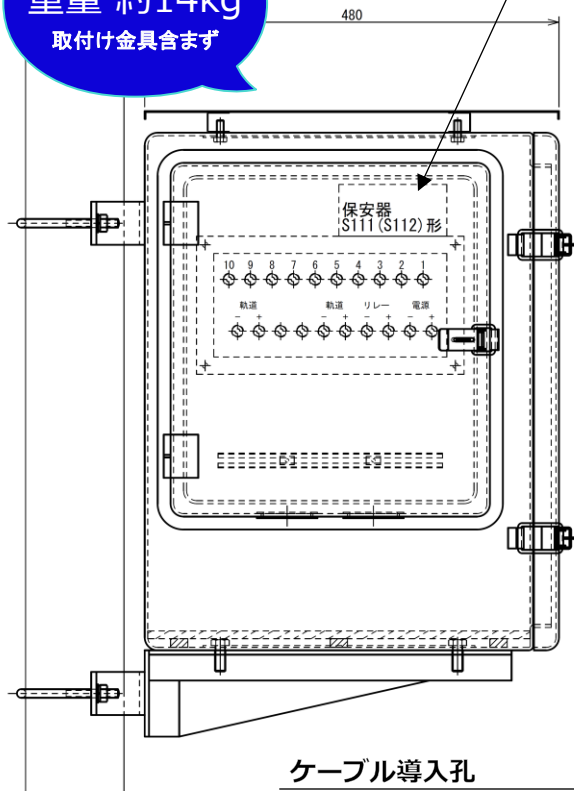 重量 約14kg
取付け金具含まず
480
保安器
S111(S112)形
10 9 8 7 6 5 4 3 2 1
軌道 軌道 リレー 電源
− + − + − + − +
ケーブル導入孔